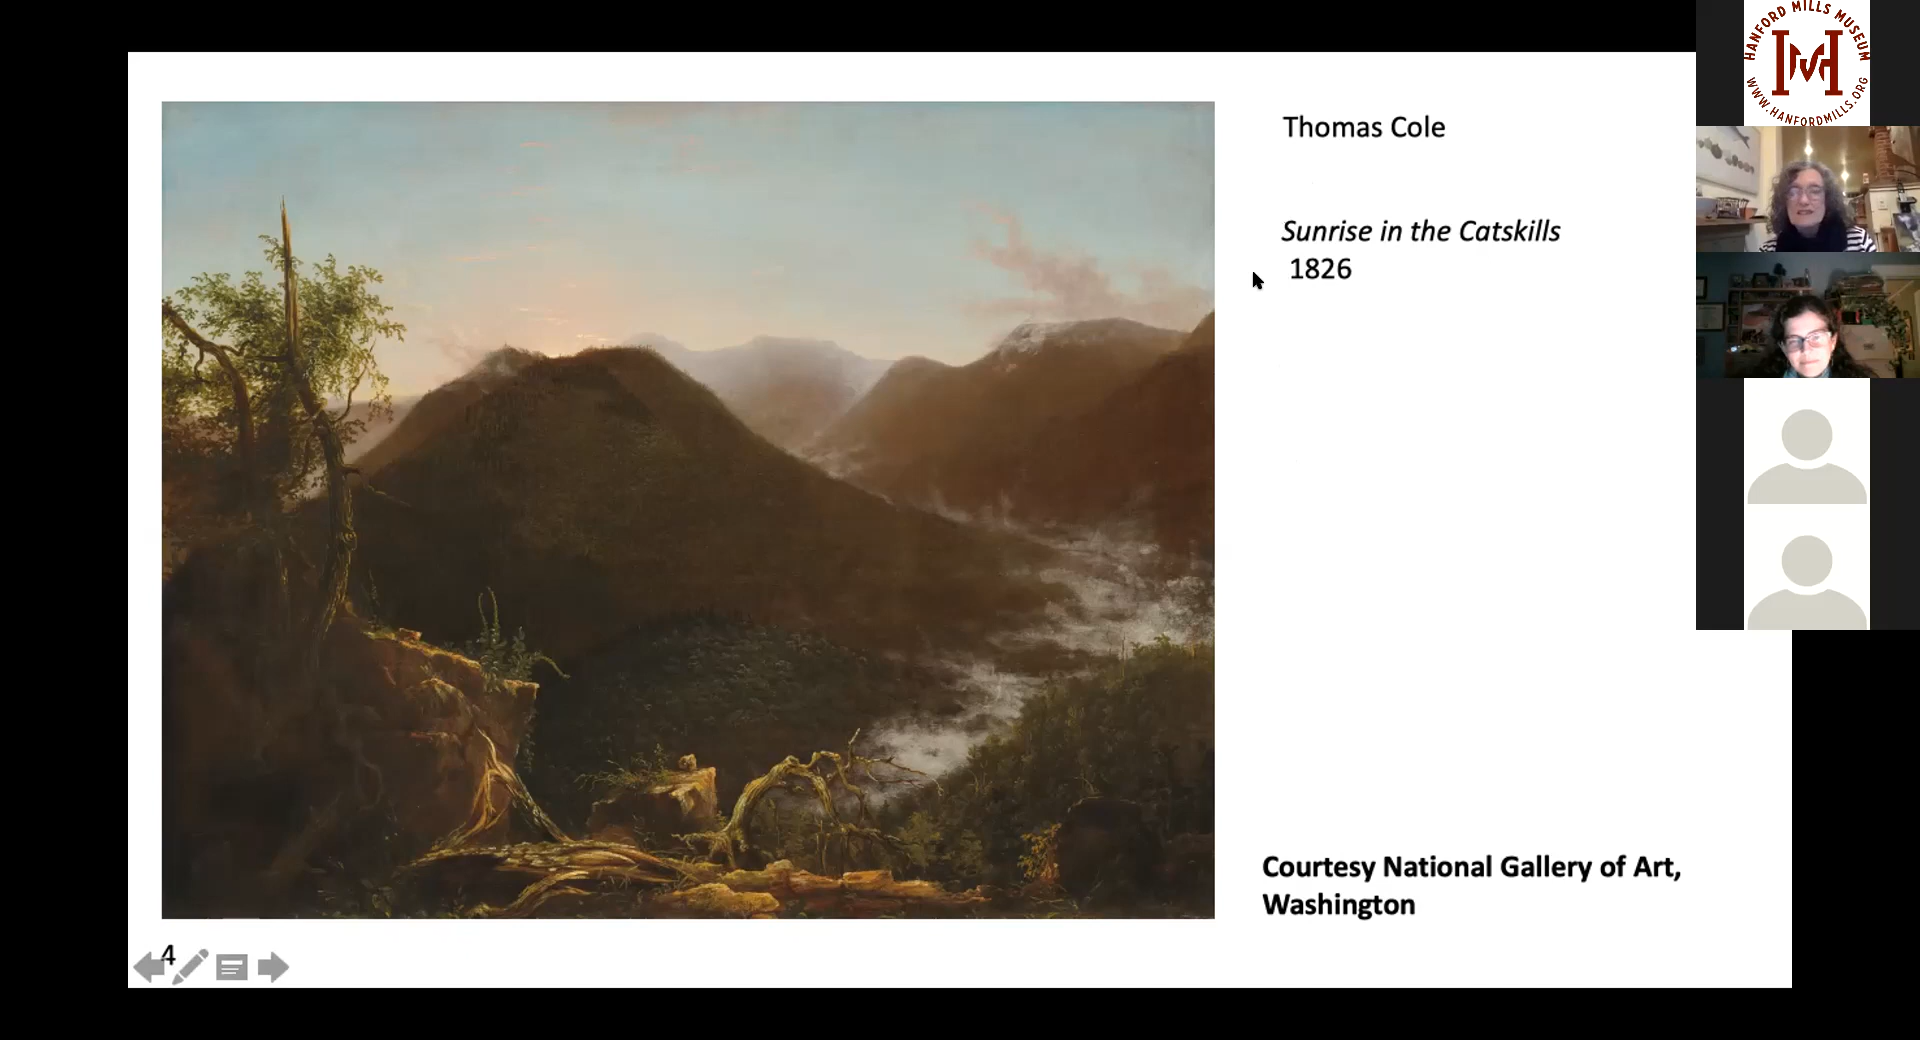 Thomas Cole
Sunrise in the Catskills
1826
Courtesy National Gallery of Art,
Washington
4
HANFORD MILLS MUSEUM
HM
WWW.HANFORDMILLS.ORG